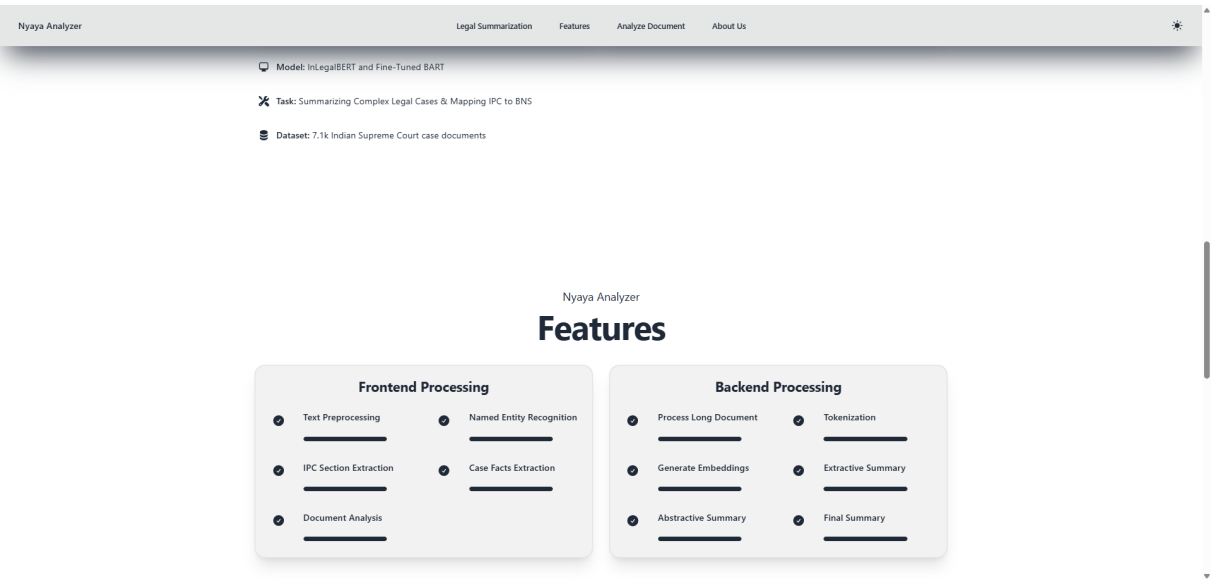 Nyaya Analyzer
Legal Summarization Features Analyze Document About Us
Model: InLegalBERT and Fine-Tuned BART
Task: Summarizing Complex Legal Cases & Mapping IPC to BNS
Dataset: 7.1k Indian Supreme Court case documents
Nyaya Analyzer
Features
Frontend Processing
Text Preprocessing Named Entity Recognition
IPC Section Extraction Case Facts Extraction
Document Analysis
Backend Processing
Process Long Document Tokenization
Generate Embeddings Extractive Summary
Abstractive Summary Final Summary